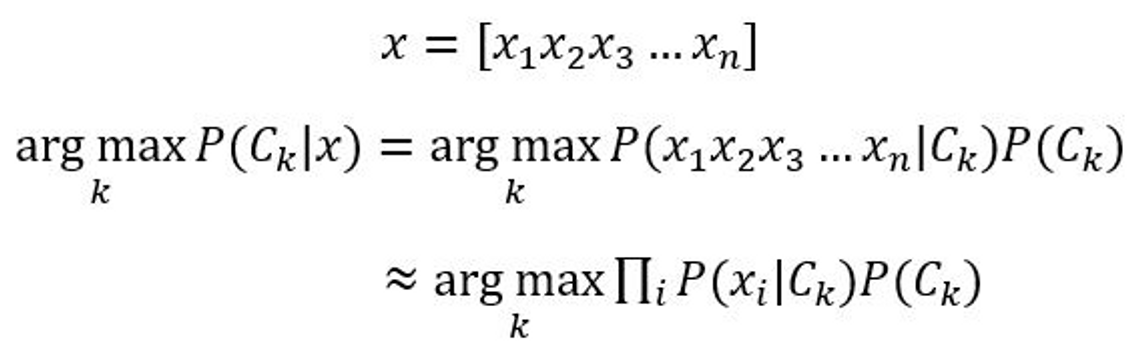 x = [x₁x₂x₃ … xₙ]
arg max P(Cₖ|x) = arg max P(x₁x₂x₃ … xₙ|Cₖ)P(Cₖ)
k k
≈ arg max ∏ᵢ P(xᵢ|Cₖ)P(Cₖ)
k